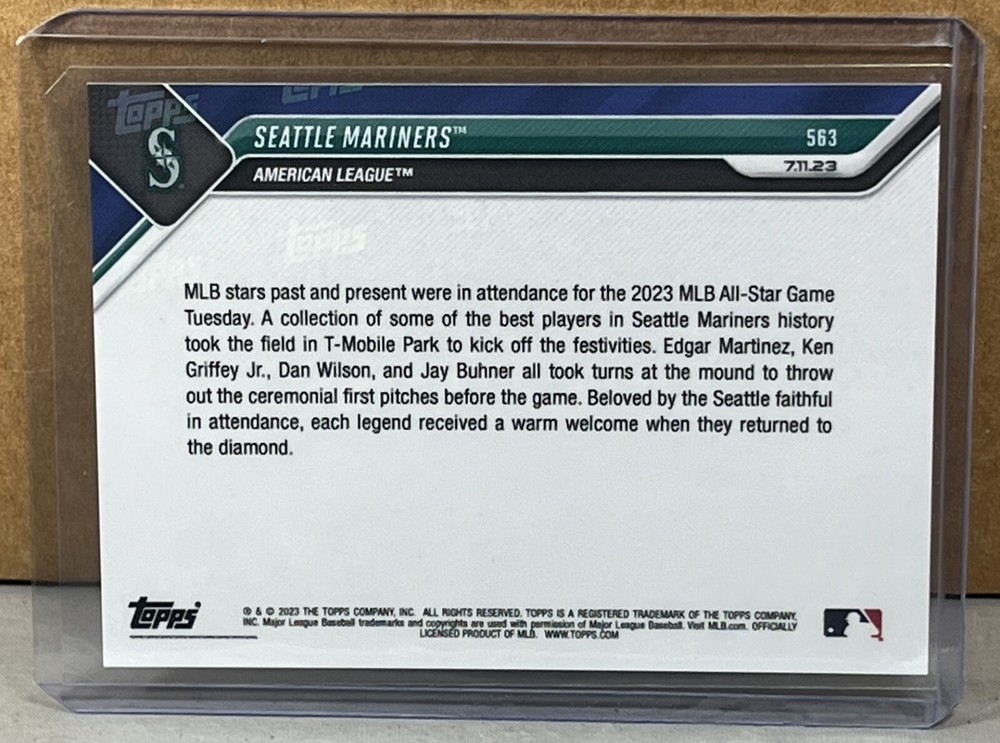 topps
SEATTLE MARINERS™
563
AMERICAN LEAGUE™
7.11.23
topps
MLB stars past and present were in attendance for the 2023 MLB All-Star Game
Tuesday. A collection of some of the best players in Seattle Mariners history
took the field in T-Mobile Park to kick off the festivities. Edgar Martinez, Ken
Griffey Jr., Dan Wilson, and Jay Buhner all took turns at the mound to throw
out the ceremonial first pitches before the game. Beloved by the Seattle faithful
in attendance, each legend received a warm welcome when they returned to
the diamond.
topps
® & © 2023 THE TOPPS COMPANY, INC. ALL RIGHTS RESERVED. TOPPS IS A REGISTERED TRADEMARK OF THE TOPPS COMPANY,
INC. Major League Baseball trademarks and copyrights are used with permission of Major League Baseball. Visit MLB.com. OFFICIALLY
LICENSED PRODUCT OF MLB. WWW.TOPPS.COM